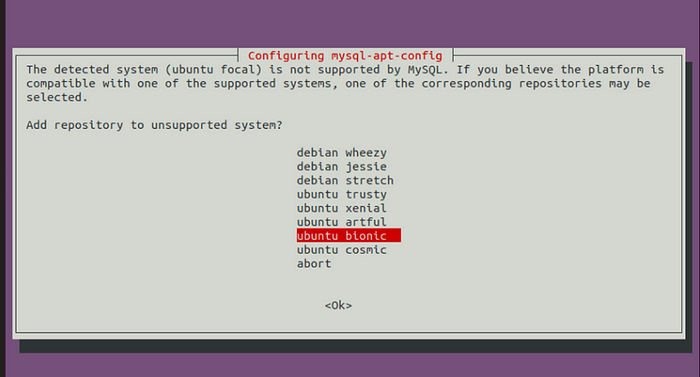 Configuring mysql-apt-config
The detected system (ubuntu focal) is not supported by MySQL. If you believe the platform is
compatible with one of the supported systems, one of the corresponding repositories may be
selected.
Add repository to unsupported system?
debian wheezy
debian jessie
debian stretch
ubuntu trusty
ubuntu xenial
ubuntu artful
ubuntu bionic
ubuntu cosmic
abort
<Ok>